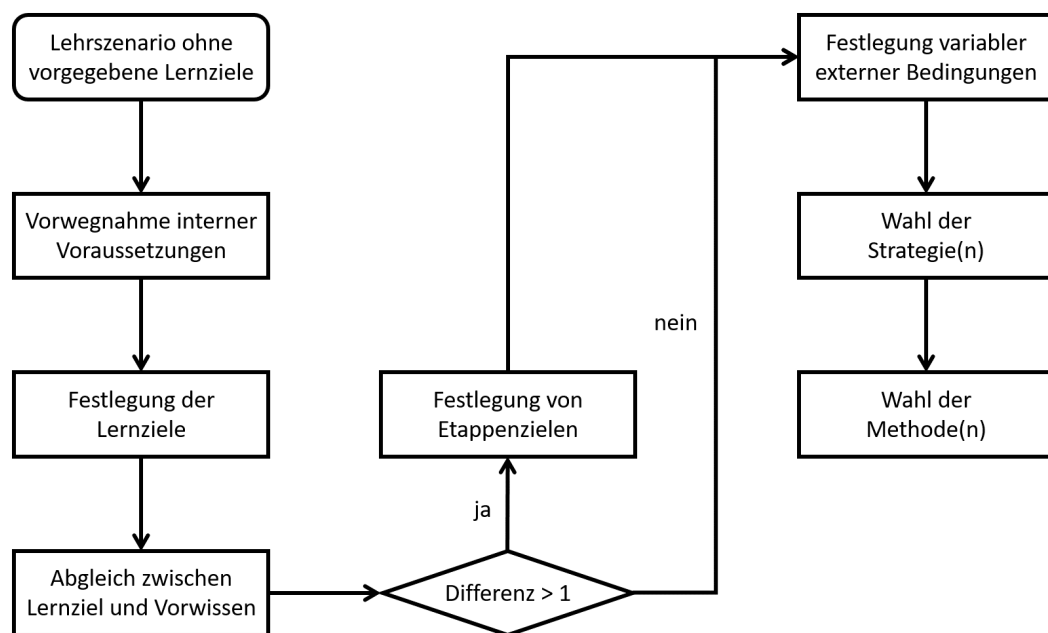 Lehrszenario ohne
vorgegebene Lernziele
Vorwegnahme interner
Voraussetzungen
Festlegung der
Lernziele
Abgleich zwischen
Lernziel und Vorwissen
Differenz > 1
ja
Festlegung von
Etappenzielen
nein
Festlegung variabler
externer Bedingungen
Wahl der
Strategie(n)
Wahl der
Methode(n)